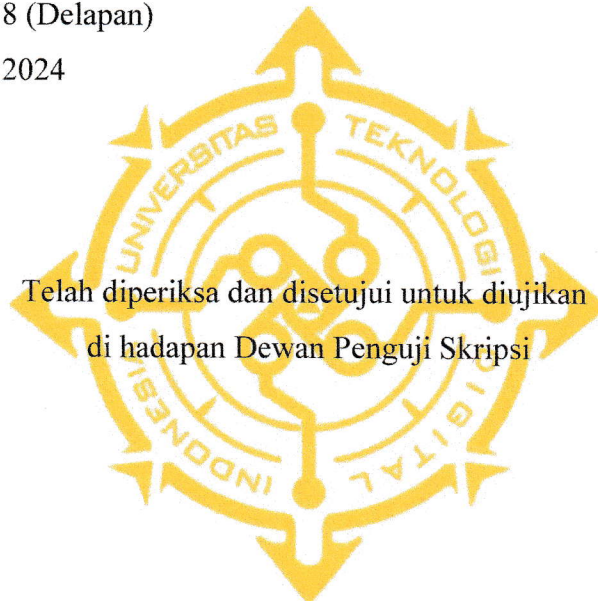 8 (Delapan)
2024
UNIVERSITAS TEKNOLOGI DIGITAL INDONESIA
Telah diperiksa dan disetujui untuk diujikan
di hadapan Dewan Penguji Skripsi